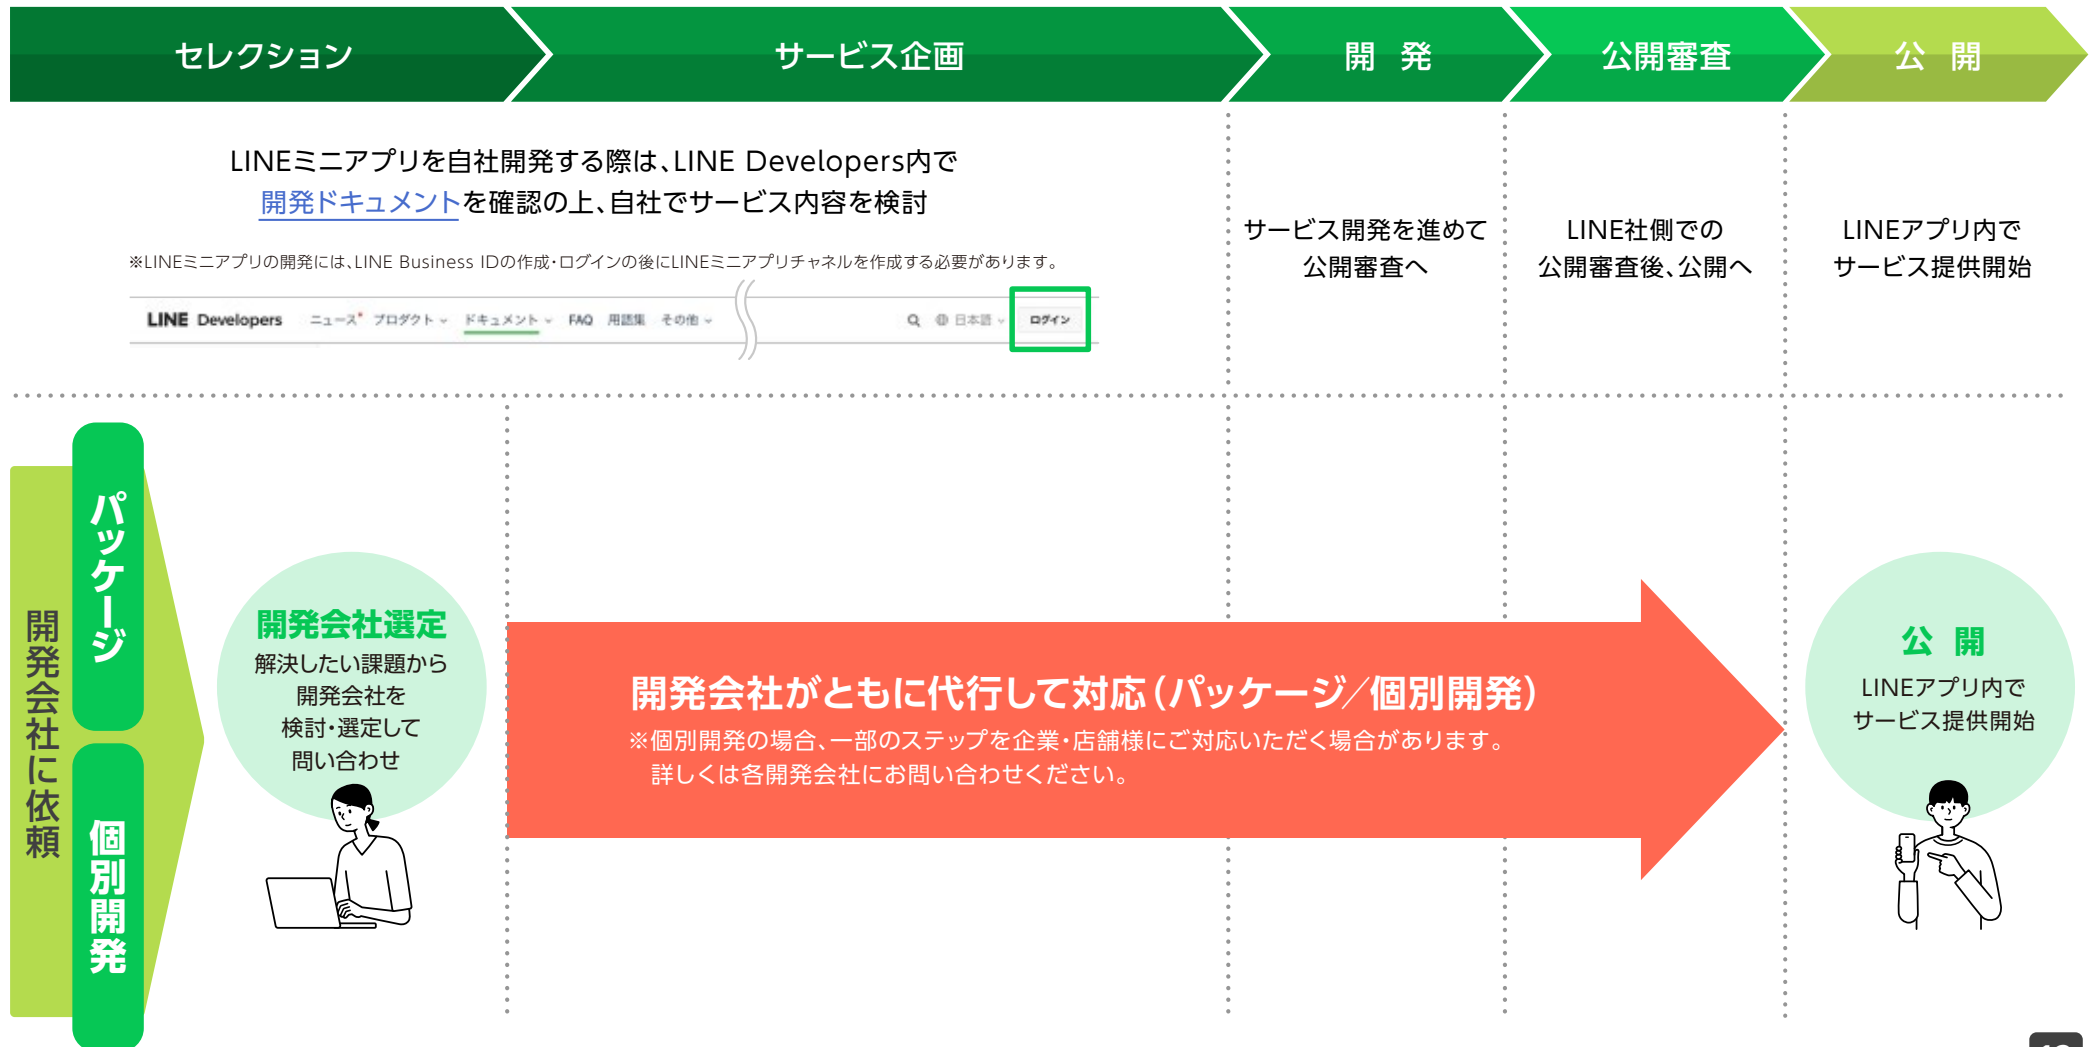 セレクション
サービス企画
開 発
公開審査
公 開
LINEミニアプリを自社開発する際は、LINE Developers内で
開発ドキュメントを確認の上、自社でサービス内容を検討
※LINEミニアプリの開発には、LINE Business IDの作成・ログインの後にLINEミニアプリチャネルを作成する必要があります。
LINE Developers ニュース プロダクト ドキュメント FAQ 用語集 その他 日本語 ログイン
サービス開発を進めて
公開審査へ
LINE社側での
公開審査後、公開へ
LINEアプリ内で
サービス提供開始
開発会社に依頼
パッケージ
個別開発
開発会社選定
解決したい課題から
開発会社を
検討・選定して
問い合わせ
開発会社がともに代行して対応（パッケージ／個別開発）
※個別開発の場合、一部のステップを企業・店舗様にご対応いただく場合があります。
詳しくは各開発会社にお問い合わせください。
公 開
LINEアプリ内で
サービス提供開始